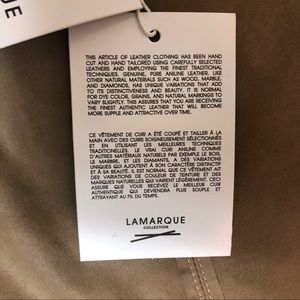 RQUE
TION
THIS ARTICLE OF LEATHER CLOTHING HAS BEEN HAND
CUT AND HAND TAILORED USING CAREFULLY SELECTED
LEATHERS AND EMPLOYING THE FINEST TRADITIONAL
TECHNIQUES. GENUINE, PURE ANILINE LEATHER, LIKE
OTHER NATURAL MATERIALS SUCH AS WOOD, MARBLE,
AND DIAMONDS, HAS UNIQUE VARIATIONS THAT ADD
TO ITS DISTINCTIVENESS AND BEAUTY. IT IS NORMAL
FOR DYE COLOR, GRAINS, AND NATURAL MARKINGS TO
VARY SLIGHTLY. THIS ASSURES THAT YOU ARE RECEIVING
THE FINEST AUTHENTIC LEATHER THAT WILL BECOME
MORE SUPPLE AND ATTRACTIVE OVER TIME.
CE VÊTEMENT DE CUIR A ÉTÉ COUPÉ ET TAILLÉ À LA
MAIN AVEC DES CUIRS SOIGNEUSEMENT SÉLECTIONNÉS
ET EN UTILISANT LES MEILLEURES TECHNIQUES
TRADITIONELLES. LE VRAI CUIR ANILINE COMME
D'AUTRES MATÉRIAUX NATURELS PAR EXEMPLE LE BOIS,
LE MARBRE, ET LES DIAMANTS, A DES VARIATIONS
UNIQUES QUI AJOUTENT À SON CARACTÈRE DISTINCTIF
ET À SA BEAUTÉ. IL EST NORMAL QUE CE VÊTEMENT AIT
DES VARIATIONS DE COULEUR DE TEINTURE ET DES
MARQUES NATURELLES QUI VARIENT LÉGÈREMENT. CECI
ASSURE QUE VOUS RECEVEZ LE MEILLEUR CUIR
AUTHENTIQUE QUI DEVIENDRA PLUS SOUPLE ET
ATTRAYANT AU FIL DU TEMPS.
LAMARQUE
COLLECTION